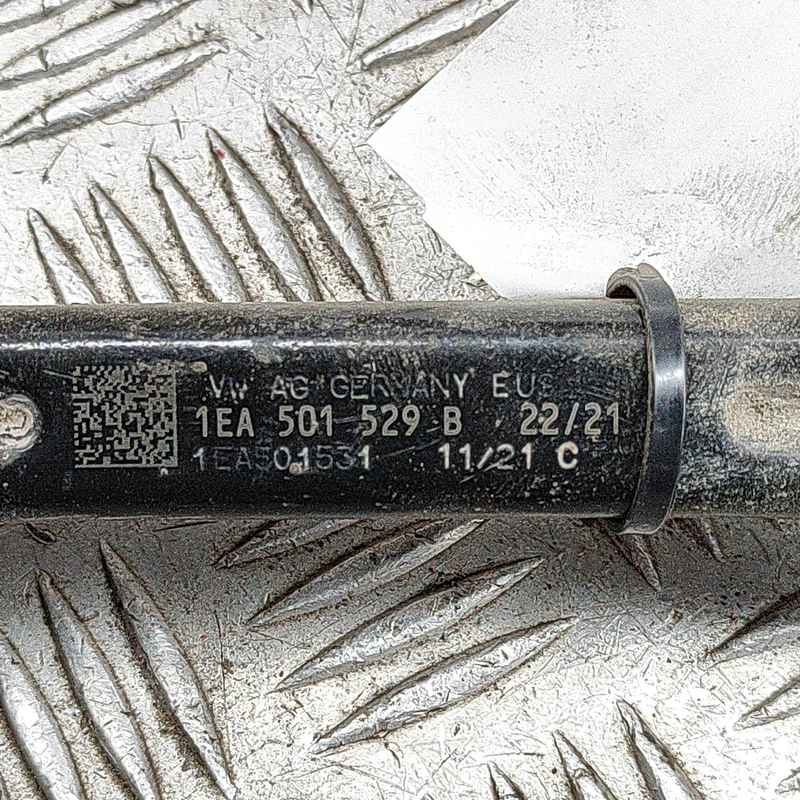 VW AG GERMANY EU
1EA 501 529 B 22/21
1EA501531 11/21 C